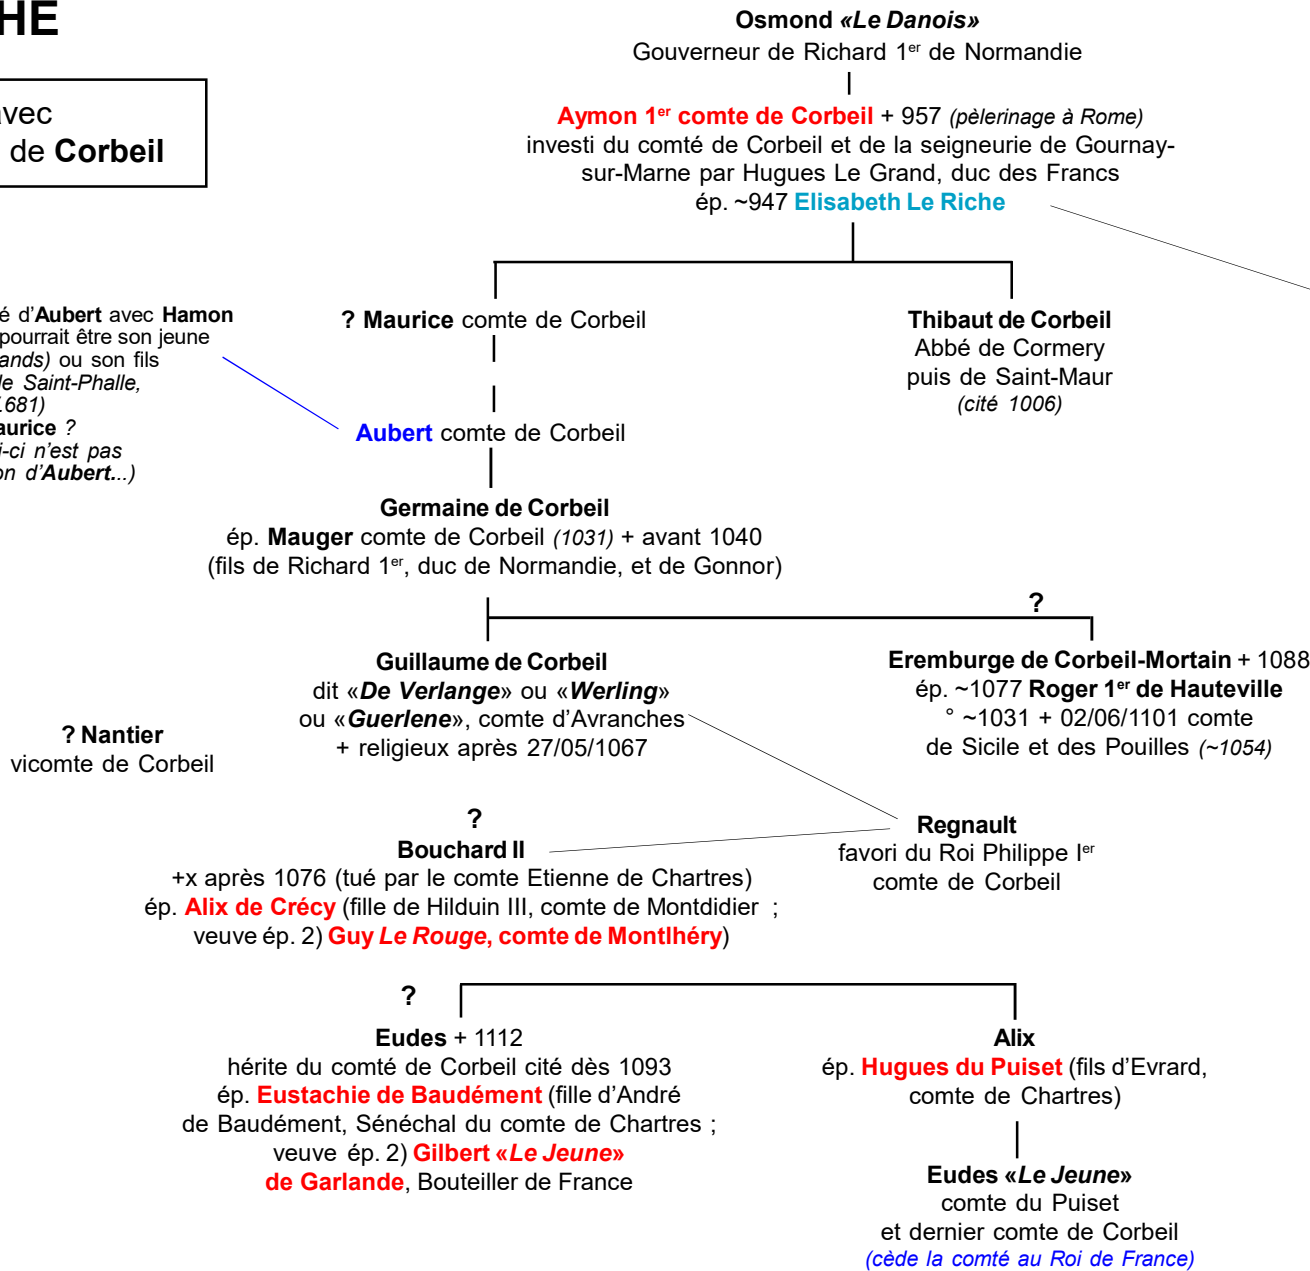 HE
avec
de Corbeil
Osmond «Le Danois»
Gouverneur de Richard 1er de Normandie
Aymon 1er comte de Corbeil + 957 (pèlerinage à Rome)
investi du comté de Corbeil et de la seigneurie de Gournay-
sur-Marne par Hugues Le Grand, duc des Francs
ép. ~947 Elisabeth Le Riche
é d'Aubert avec Hamon
pourrait être son jeune
ands) ou son fils
le Saint-Phalle,
.681)
aurice ?
i-ci n'est pas
on d'Aubert...)
? Maurice comte de Corbeil
Thibaut de Corbeil
Abbé de Cormery
puis de Saint-Maur
(cité 1006)
Aubert comte de Corbeil
Germaine de Corbeil
ép. Mauger comte de Corbeil (1031) + avant 1040
(fils de Richard 1er, duc de Normandie, et de Gonnor)
?
Guillaume de Corbeil
dit «De Verlange» ou «Werling»
ou «Guerlene», comte d'Avranches
+ religieux après 27/05/1067
Eremburge de Corbeil-Mortain + 1088
ép. ~1077 Roger 1er de Hauteville
° ~1031 + 02/06/1101 comte
de Sicile et des Pouilles (~1054)
? Nantier
vicomte de Corbeil
?
Bouchard II
+x après 1076 (tué par le comte Etienne de Chartres)
ép. Alix de Crécy (fille de Hilduin III, comte de Montdidier ;
veuve ép. 2) Guy Le Rouge, comte de Montlhéry)
Regnault
favori du Roi Philippe Ier
comte de Corbeil
?
Eudes + 1112
hérite du comté de Corbeil cité dès 1093
ép. Eustachie de Baudément (fille d'André
de Baudément, Sénéchal du comte de Chartres ;
veuve ép. 2) Gilbert «Le Jeune»
de Garlande, Bouteiller de France
Alix
ép. Hugues du Puiset (fils d'Evrard,
comte de Chartres)
Eudes «Le Jeune»
comte du Puiset
et dernier comte de Corbeil
(cède la comté au Roi de France)